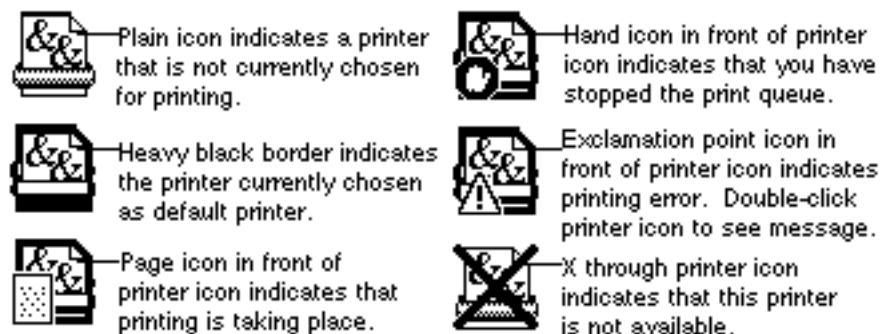 Plain icon indicates a printer
that is not currently chosen
for printing.
Heavy black border indicates
the printer currently chosen
as default printer.
Page icon in front of
printer icon indicates that
printing is taking place.
Hand icon in front of printer
icon indicates that you have
stopped the print queue.
Exclamation point icon in
front of printer icon indicates
printing error. Double-click
printer icon to see message.
X through printer icon
indicates that this printer
is not available.